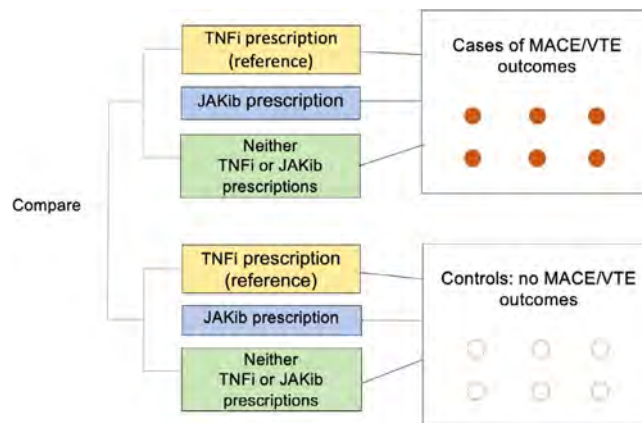 TNFi prescription
(reference)
JAKib prescription
Neither
TNFi or JAKib
prescriptions
Cases of MACE/VTE
outcomes
Compare
TNFi prescription
(reference)
JAKib prescription
Neither
TNFi or JAKib
prescriptions
Controls: no MACE/VTE
outcomes